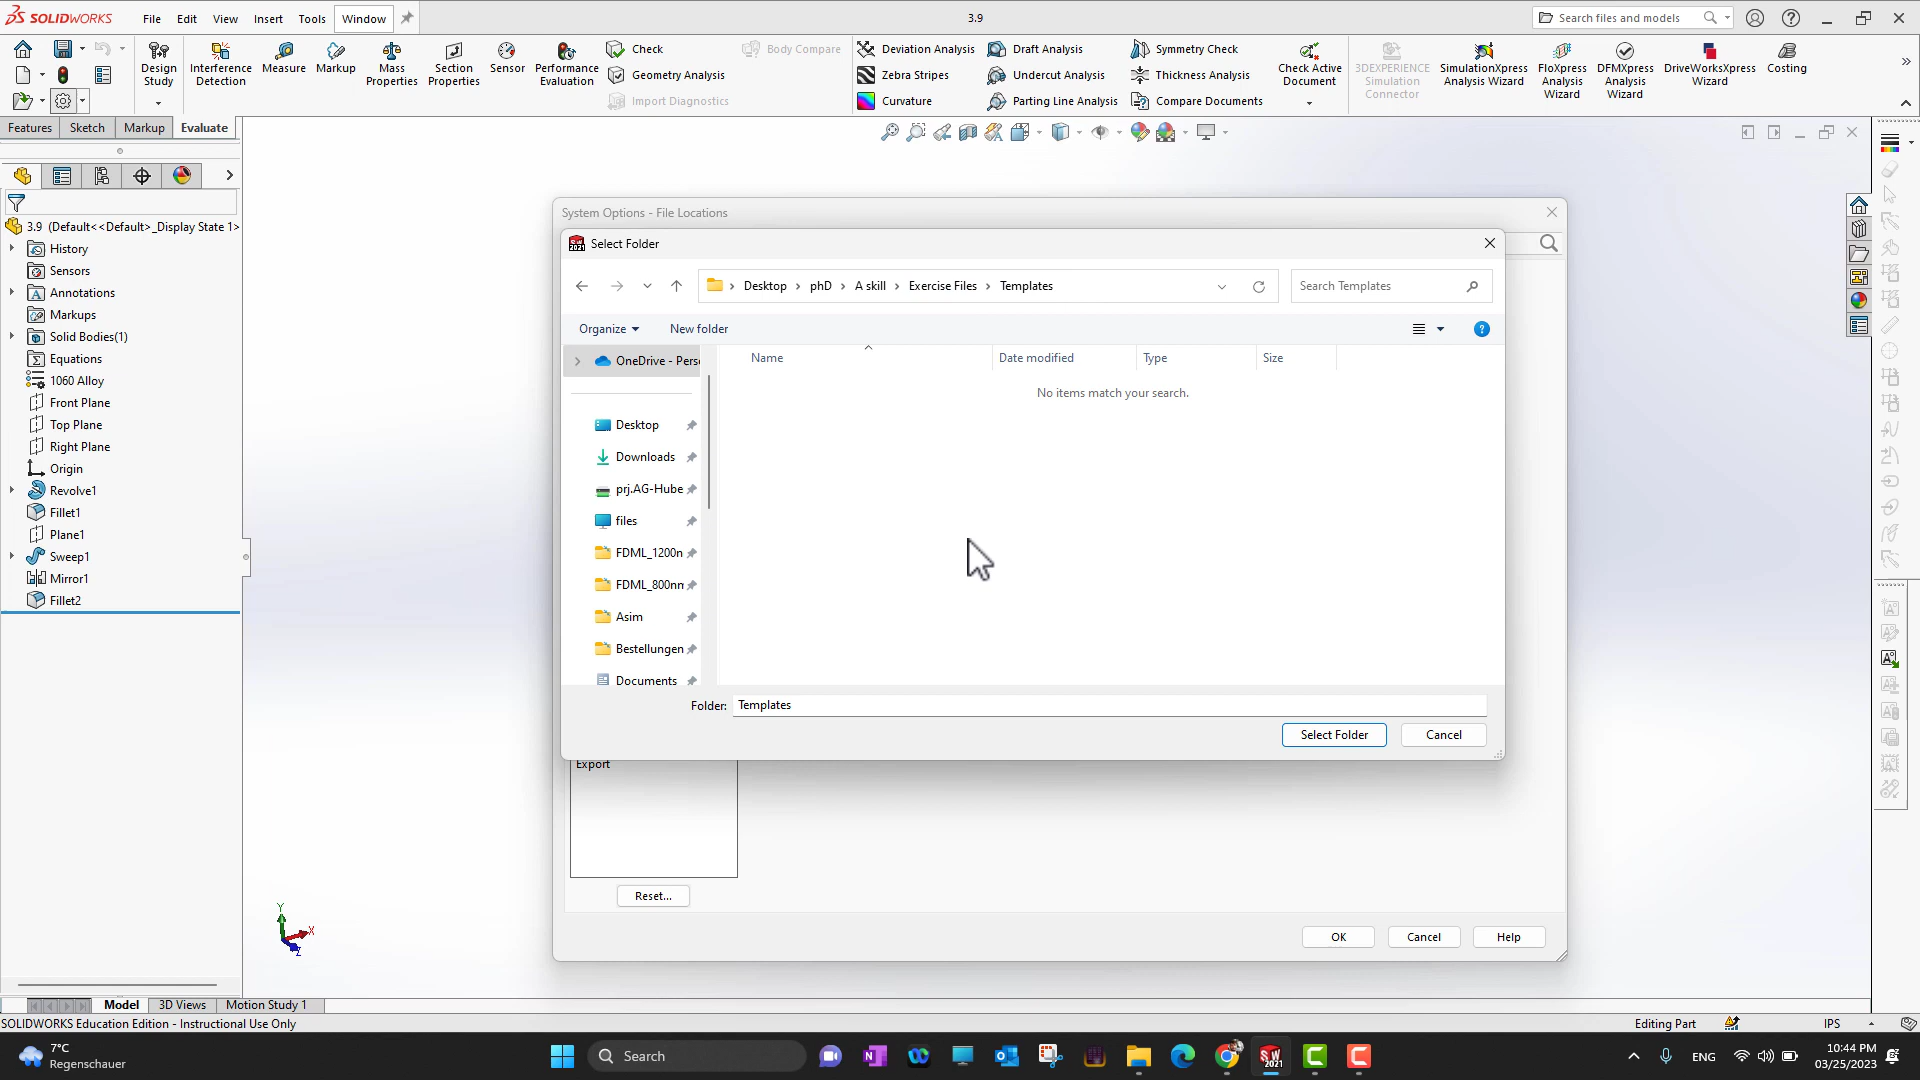 SOLIDWORKS File Edit View Insert Tools Window 3.9 Search files and models
Design Study
Interference Detection
Measure
Markup
Mass Properties
Section Properties
Sensor
Performance Evaluation
Check
Geometry Analysis
Import Diagnostics
Body Compare
Deviation Analysis
Zebra Stripes
Curvature
Draft Analysis
Undercut Analysis
Parting Line Analysis
Symmetry Check
Thickness Analysis
Compare Documents
Check Active Document
3DEXPERIENCE Simulation Connector
SimulationXpress Analysis Wizard
FloXpress Analysis Wizard
DFMXpress Analysis Wizard
DriveWorksXpress Wizard
Costing
Features Sketch Markup Evaluate
3.9 (Default<<Default>_Display State 1>
History
Sensors
Annotations
Markups
Solid Bodies(1)
Equations
1060 Alloy
Front Plane
Top Plane
Right Plane
Origin
Revolve1
Fillet1
Plane1
Sweep1
Mirror1
Fillet2
System Options - File Locations
Select Folder
Desktop › phD › A skill › Exercise Files › Templates
Search Templates
Organize New folder
Name Date modified Type Size
No items match your search.
OneDrive - Pers
Desktop
Downloads
prj.AG-Hube
files
FDML_1200n
FDML_800nm
Asim
Bestellungen
Documents
Folder: Templates
Select Folder Cancel
Export
Reset...
OK Cancel Help
Y
X
Z
Model 3D Views Motion Study 1
SOLIDWORKS Education Edition - Instructional Use Only Editing Part IPS
7°C
Regenschauer
Search
ENG
10:44 PM
03/25/2023